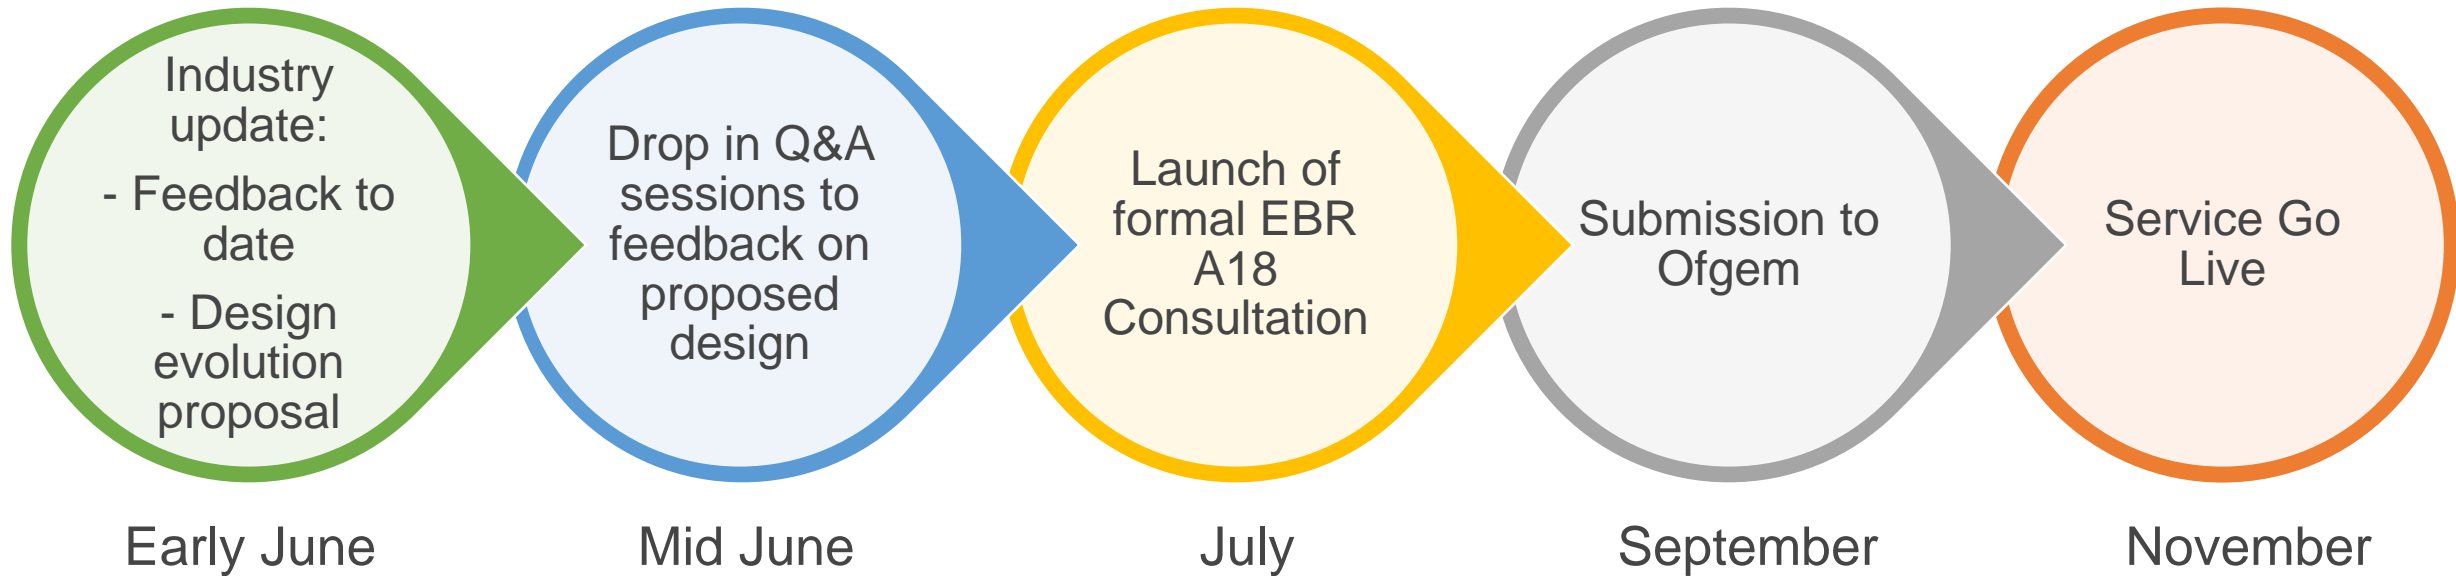 Industry
update:
- Feedback to
date
- Design
evolution
proposal
Drop in Q&A
sessions to
feedback on
proposed
design
Launch of
formal EBR
A18
Consultation
Submission to
Ofgem
Service Go
Live
Early June
Mid June
July
September
November